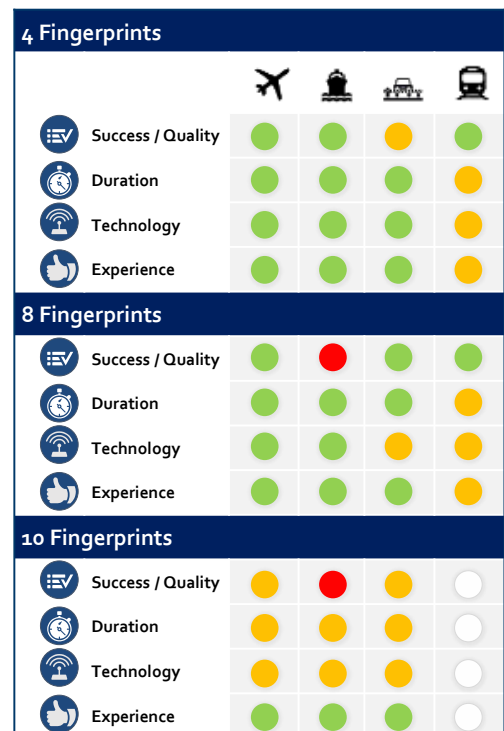 4 Fingerprints
Success / Quality
Duration
Technology
Experience
8 Fingerprints
Success / Quality
Duration
Technology
Experience
10 Fingerprints
Success / Quality
Duration
Technology
Experience